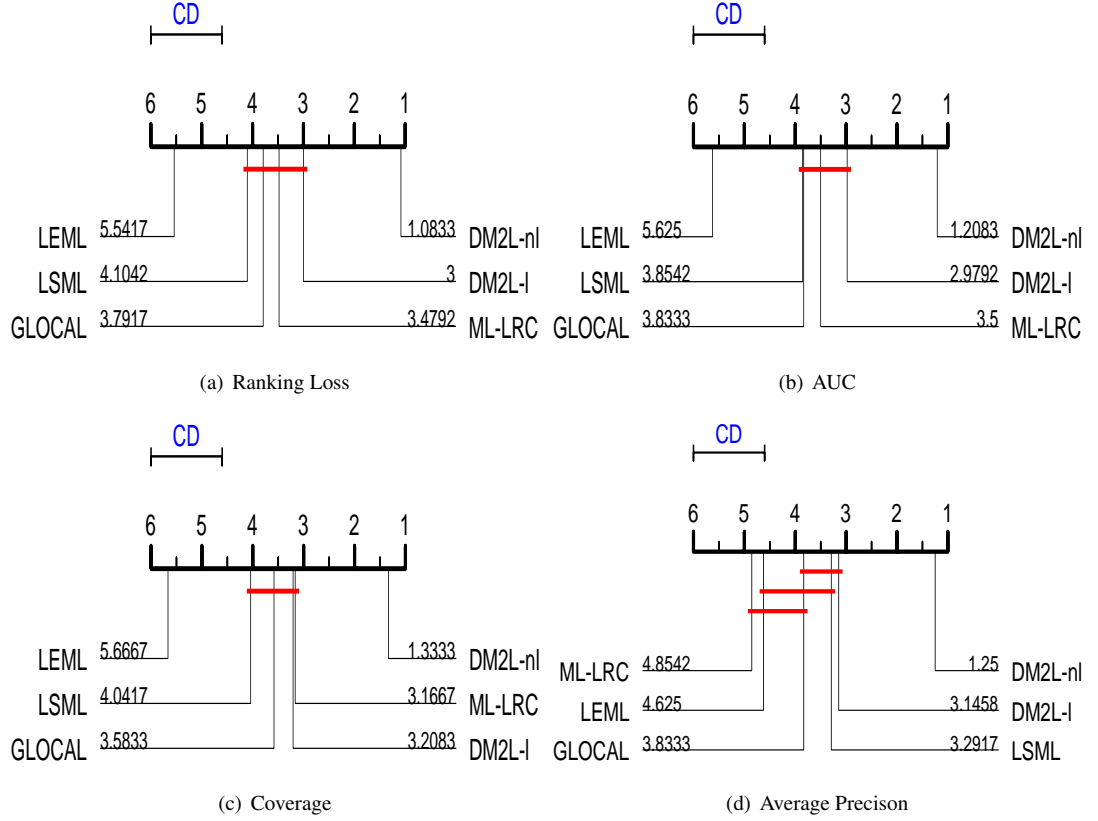 CD
6 5 4 3 2 1
LEML 5.5417 1.0833 DM2L-nl
LSML 4.1042 3 DM2L-l
GLOCAL 3.7917 3.4792 ML-LRC
(a) Ranking Loss
CD
6 5 4 3 2 1
LEML 5.625 1.2083 DM2L-nl
LSML 3.8542 2.9792 DM2L-l
GLOCAL 3.8333 3.5 ML-LRC
(b) AUC
CD
6 5 4 3 2 1
LEML 5.6667 1.3333 DM2L-nl
LSML 4.0417 3.1667 ML-LRC
GLOCAL 3.5833 3.2083 DM2L-l
(c) Coverage
CD
6 5 4 3 2 1
ML-LRC 4.8542 1.25 DM2L-nl
LEML 4.625 3.1458 DM2L-l
GLOCAL 3.8333 3.2917 LSML
(d) Average Precison